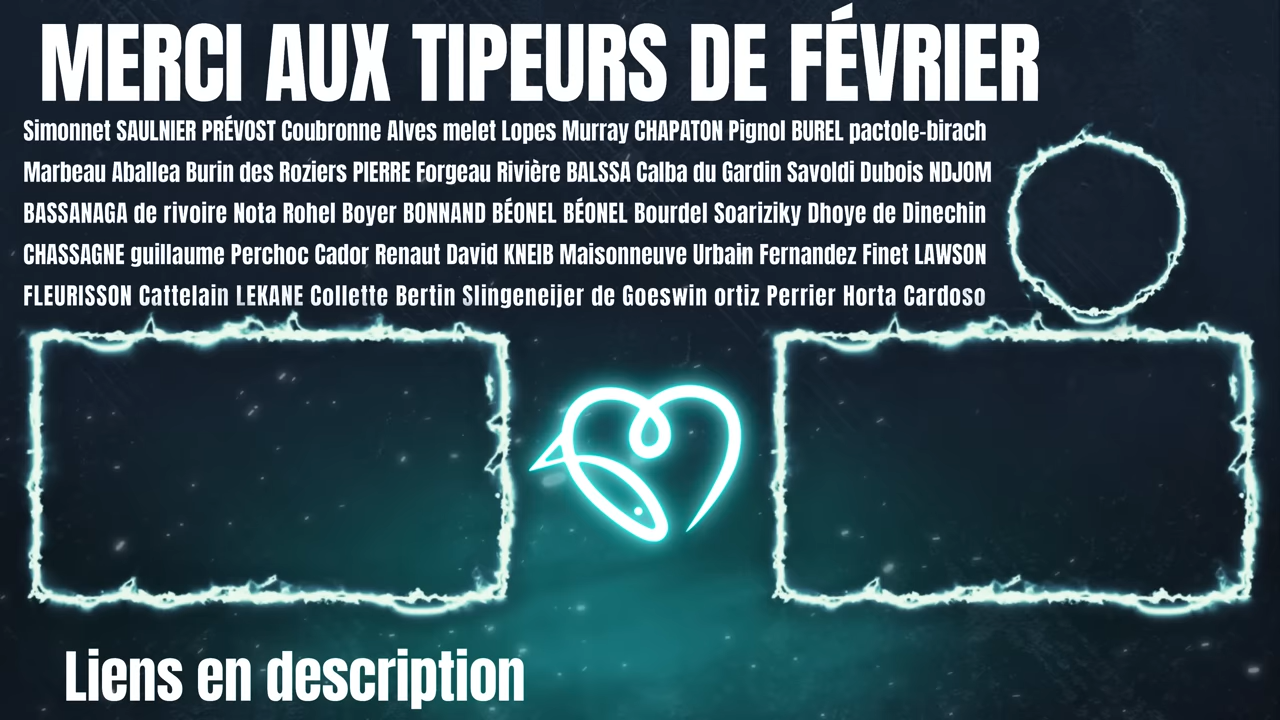 MERCI AUX TIPEURS DE FÉVRIER
Simonnet SAULNIER PRÉVOST Coubronne Alves melet Lopes Murray CHAPATON Pignol BUREL pactole-birach
Marbeau Aballea Burin des Roziers PIERRE Forgeau Rivière BALSSA Calba du Gardin Savoldi Dubois NDJOM
BASSANAGA de rivoire Nota Rohel Boyer BONNAND BÉONEL BÉONEL Bourdel Soariziky Dhoye de Dinechin
CHASSAGNE guillaume Perchoc Cador Renaut David KNEIB Maisonneuve Urbain Fernandez Finet LAWSON
FLEURISSON Cattelain LEKANE Collette Bertin Slingeneijer de Goeswin ortiz Perrier Horta Cardoso
Liens en description